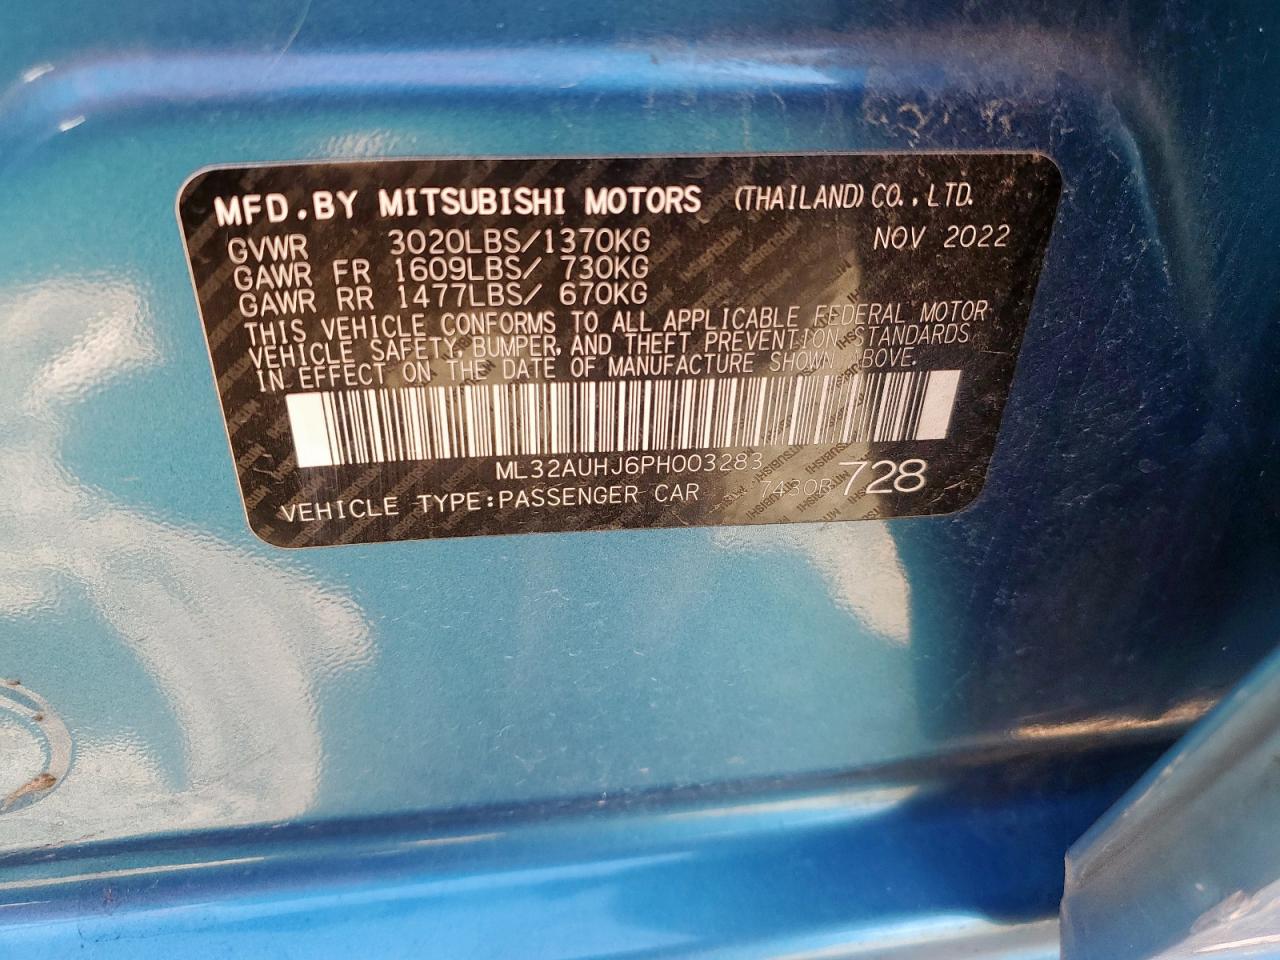 MFD.BY MITSUBISHI MOTORS (THAILAND) CO.,LTD.
GVWR 3020LBS/1370KG NOV 2022
GAWR FR 1609LBS/ 730KG
GAWR RR 1477LBS/ 670KG
THIS VEHICLE CONFORMS TO ALL APPLICABLE FEDERAL MOTOR
VEHICLE SAFETY, BUMPER, AND THEFT PREVENTION STANDARDS
IN EFFECT ON THE DATE OF MANUFACTURE SHOWN ABOVE.
ML32AUHJ6PH003283
VEHICLE TYPE:PASSENGER CAR 728